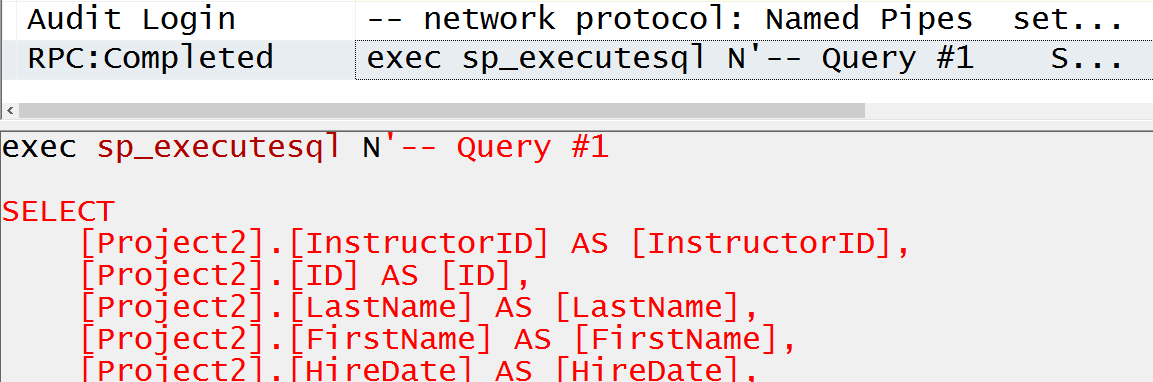 Audit Login -- network protocol: Named Pipes set...
RPC:Completed exec sp_executesql N'-- Query #1 S...
exec sp_executesql N'-- Query #1
SELECT
[Project2].[InstructorID] AS [InstructorID],
[Project2].[ID] AS [ID],
[Project2].[LastName] AS [LastName],
[Project2].[FirstName] AS [FirstName],
[Project2].[HireDate] AS [HireDate],